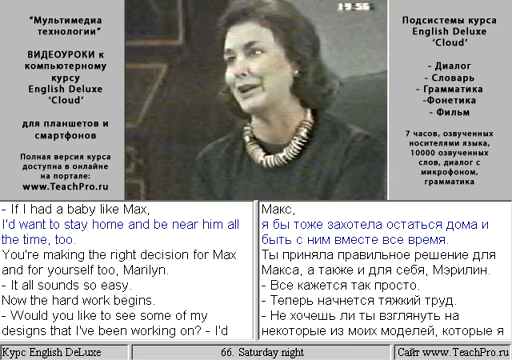 "Мультимедиа
технологии"
ВИДЕОУРОКИ к
компьютерному
курсу
English DeLuxe
‘Cloud’
для планшетов и
смартфонов
Полная версия курса
доступна в онлайне
на портале:
www.TeachPro.ru
19:56
Подсистемы курса
English Deluxe
‘Cloud’
- Диалог
- Словарь
- Грамматика
-Фонетика
- Фильм
7 часов, озвученных
носителями языка,
10000 озвученных
слов, диалог с
микрофоном,
грамматика
- If I had a baby like Max,
I'd want to stay home and be near him all
the time, too.
You're making the right decision for Max
and for yourself too, Marilyn.
- It all sounds so easy.
Now the hard work begins.
- Would you like to see some of my
designs that I've been working on? - I'd
Макс,
я бы тоже захотела остаться дома и
быть с ним вместе все время.
Ты приняла правильное решение для
Макса, а также и для себя, Мэрилин.
- Все кажется так просто.
- Теперь начнется тяжкий труд.
- Не хочешь ли ты взглянуть на
некоторые из моих моделей, которые я
Курс English DeLuxe
66. Saturday night
Сайт www.TeachPro.ru